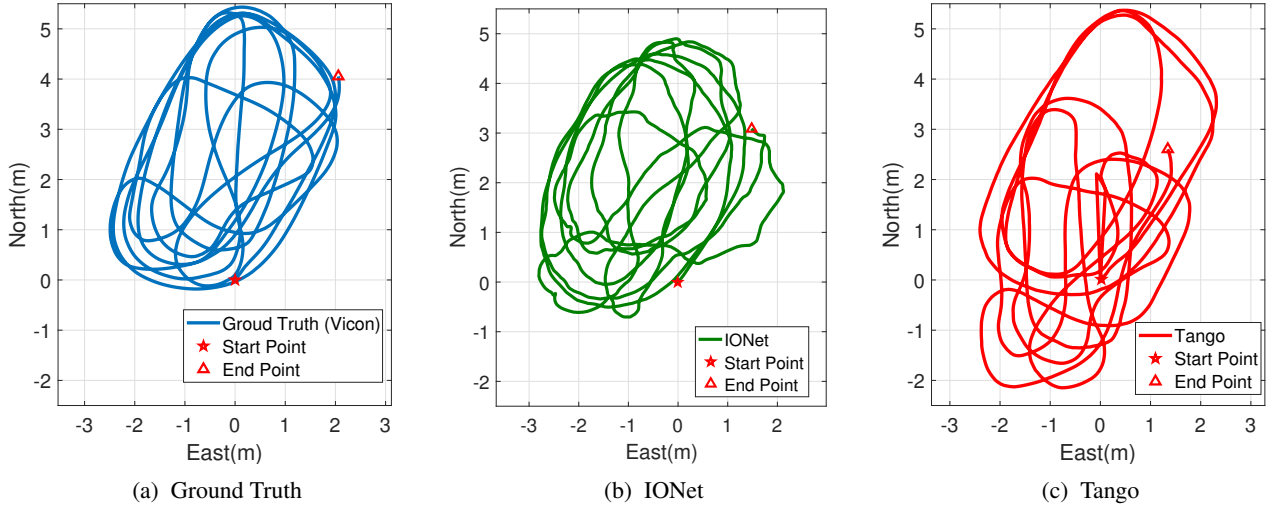 5
4
3
2
1
0
-1
-2
North(m)
-3 -2 -1 0 1 2 3
East(m)
Groud Truth (Vicon)
Start Point
End Point
(a) Ground Truth
5
4
3
2
1
0
-1
-2
North(m)
-3 -2 -1 0 1 2
East(m)
IONet
Start Point
End Point
(b) IONet
5
4
3
2
1
0
-1
-2
North(m)
-3 -2 -1 0 1 2 3
East(m)
Tango
Start Point
End Point
(c) Tango